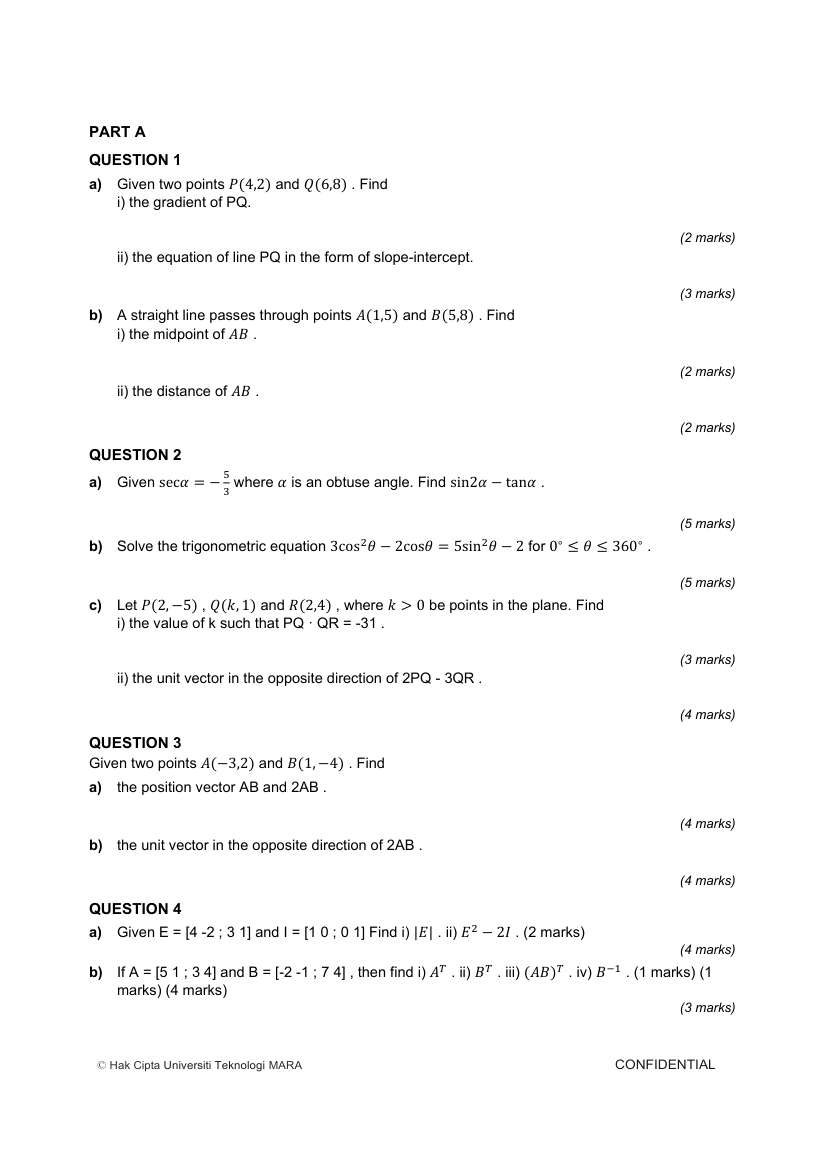 PART A
QUESTION 1
a) Given two points P(4,2) and Q(6,8) . Find
i) the gradient of PQ.
(2 marks)
ii) the equation of line PQ in the form of slope-intercept.
(3 marks)
b) A straight line passes through points A(1,5) and B(5,8) . Find
i) the midpoint of AB .
(2 marks)
ii) the distance of AB .
(2 marks)
QUESTION 2
a) Given secα = −5/3 where α is an obtuse angle. Find sin2α − tanα .
(5 marks)
b) Solve the trigonometric equation 3cos²θ − 2cosθ = 5sin²θ − 2 for 0° ≤ θ ≤ 360° .
(5 marks)
c) Let P(2, −5) , Q(k, 1) and R(2,4) , where k > 0 be points in the plane. Find
i) the value of k such that PQ · QR = -31 .
(3 marks)
ii) the unit vector in the opposite direction of 2PQ - 3QR .
(4 marks)
QUESTION 3
Given two points A(−3,2) and B(1, −4) . Find
a) the position vector AB and 2AB .
(4 marks)
b) the unit vector in the opposite direction of 2AB .
(4 marks)
QUESTION 4
a) Given E = [4 -2 ; 3 1] and I = [1 0 ; 0 1] Find i) |E| . ii) E² − 2I . (2 marks)
(4 marks)
b) If A = [5 1 ; 3 4] and B = [-2 -1 ; 7 4] , then find i) Aᵀ . ii) Bᵀ . iii) (AB)ᵀ . iv) B⁻¹ . (1 marks) (1
marks) (4 marks)
(3 marks)
© Hak Cipta Universiti Teknologi MARA CONFIDENTIAL